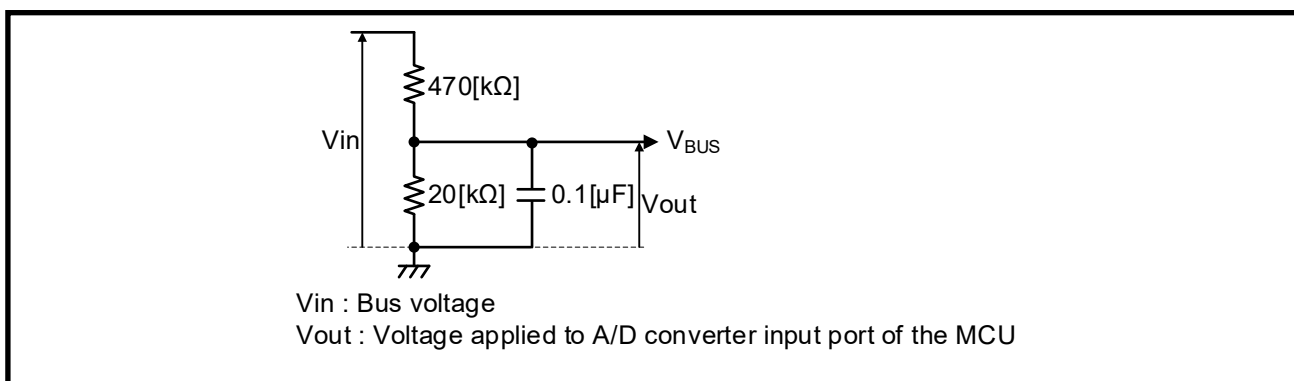 470[kΩ]
Vin
V_BUS
20[kΩ]
0.1[μF]
Vout
Vin : Bus voltage
Vout : Voltage applied to A/D converter input port of the MCU